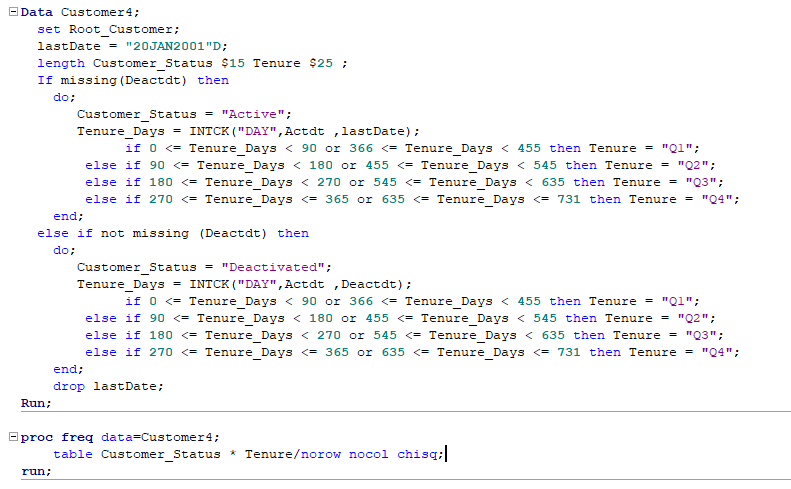 Data Customer4;
set Root_Customer;
lastDate = "20JAN2001"D;
length Customer_Status $15 Tenure $25 ;
If missing(Deactdt) then
do;
Customer_Status = "Active";
Tenure_Days = INTCK("DAY",Actdt ,lastDate);
if 0 <= Tenure_Days < 90 or 366 <= Tenure_Days < 455 then Tenure = "Q1";
else if 90 <= Tenure_Days < 180 or 455 <= Tenure_Days < 545 then Tenure = "Q2";
else if 180 <= Tenure_Days < 270 or 545 <= Tenure_Days < 635 then Tenure = "Q3";
else if 270 <= Tenure_Days <= 365 or 635 <= Tenure_Days <= 731 then Tenure = "Q4";
end;
else if not missing (Deactdt) then
do;
Customer_Status = "Deactivated";
Tenure_Days = INTCK("DAY",Actdt ,Deactdt);
if 0 <= Tenure_Days < 90 or 366 <= Tenure_Days < 455 then Tenure = "Q1";
else if 90 <= Tenure_Days < 180 or 455 <= Tenure_Days < 545 then Tenure = "Q2";
else if 180 <= Tenure_Days < 270 or 545 <= Tenure_Days < 635 then Tenure = "Q3";
else if 270 <= Tenure_Days <= 365 or 635 <= Tenure_Days <= 731 then Tenure = "Q4";
end;
drop lastDate;
Run;
proc freq data=Customer4;
table Customer_Status * Tenure/norow nocol chisq;
run;